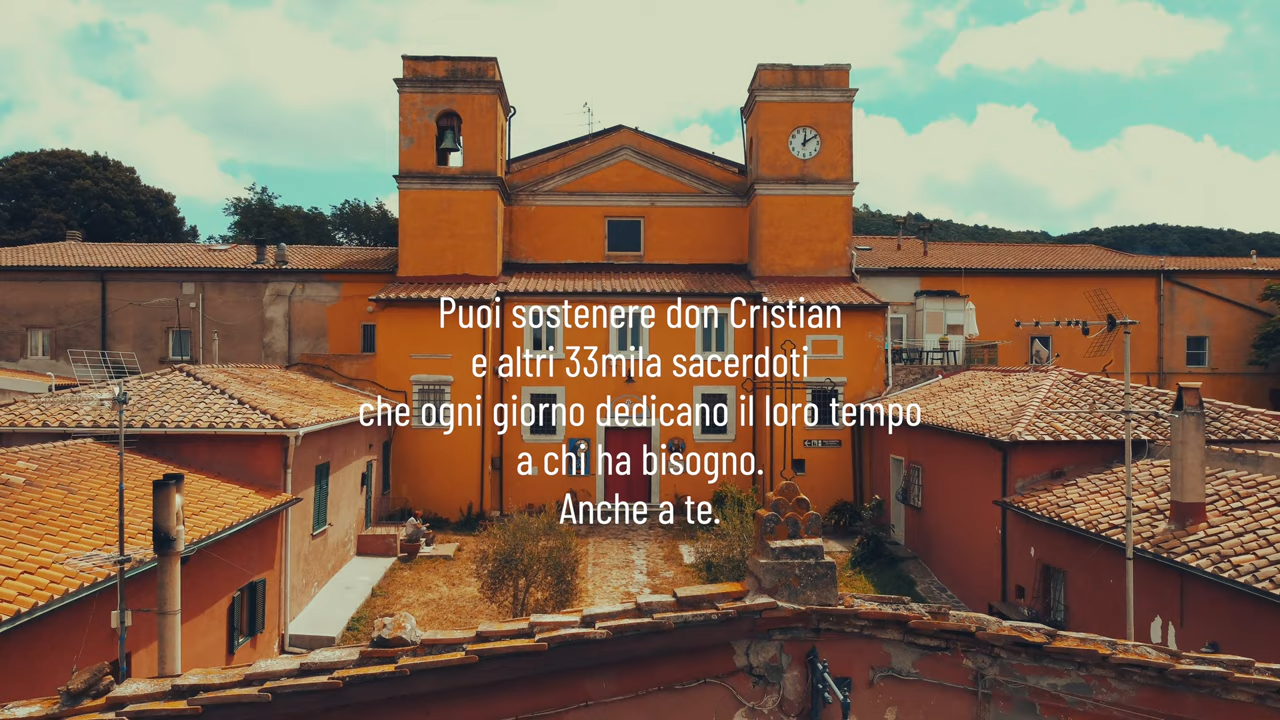 Puoi sostenere don Cristian
e altri 33mila sacerdoti
che ogni giorno dedicano il loro tempo
a chi ha bisogno.
Anche a te.